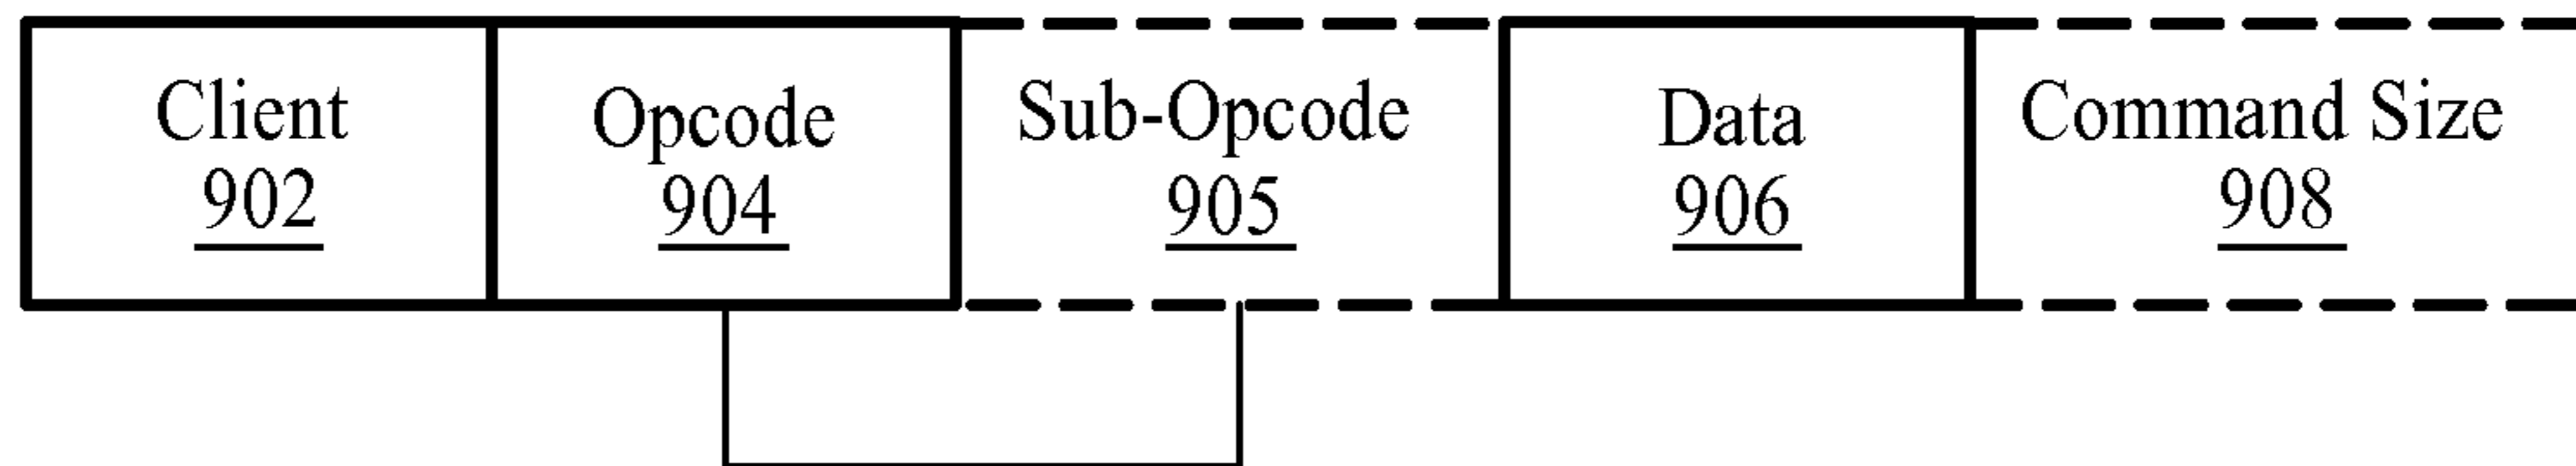 Client
902
Opcode
904
Sub-Opcode
905
Data
906
Command Size
908